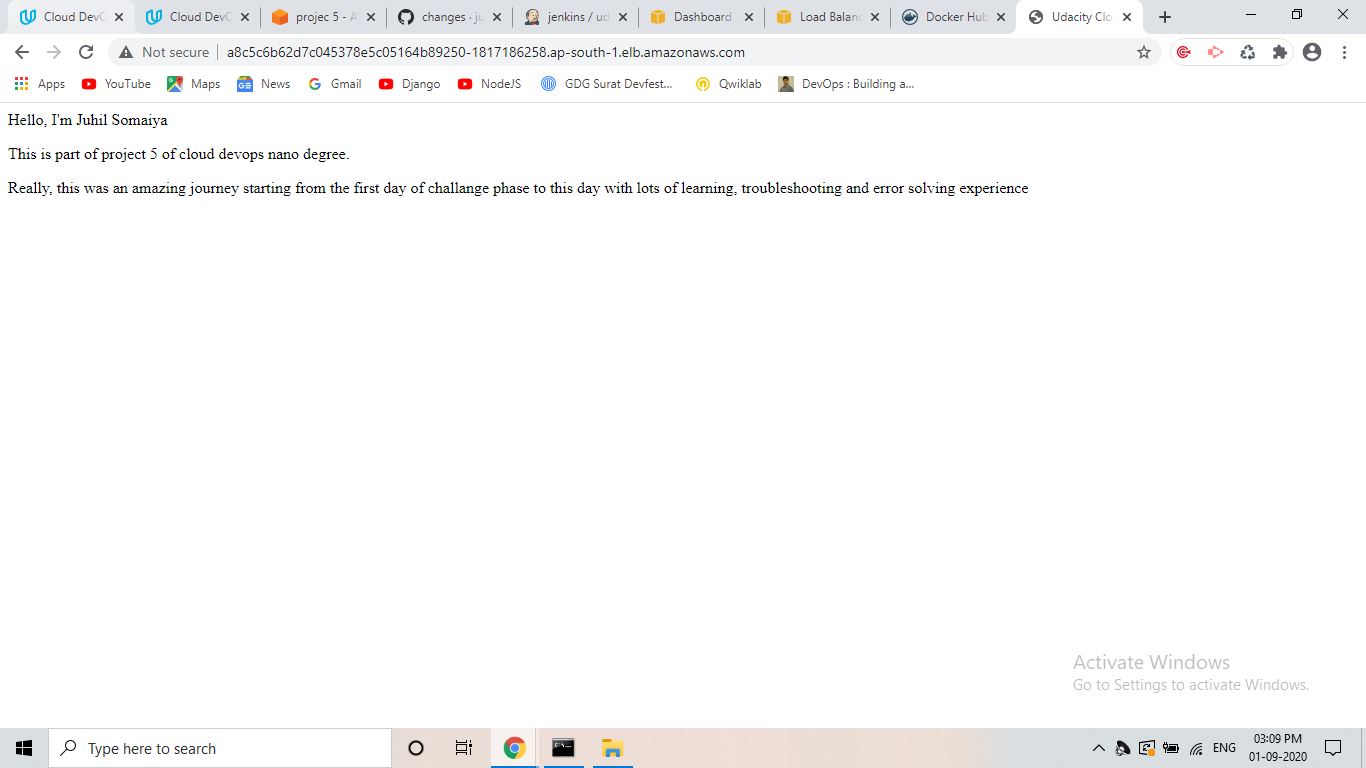 Cloud DevO
Cloud DevO
projec 5 - A
changes · ju
jenkins / ud
Dashboard
Load Balanc
Docker Hub
Udacity Clo
Not secure
a8c5c6b62d7c045378e5c05164b89250-1817186258.ap-south-1.elb.amazonaws.com
Apps YouTube Maps News Gmail Django NodeJS GDG Surat Devfest... Qwiklab DevOps : Building a...
Hello, I'm Juhil Somaiya
This is part of project 5 of cloud devops nano degree.
Really, this was an amazing journey starting from the first day of challange phase to this day with lots of learning, troubleshooting and error solving experience
Activate Windows
Go to Settings to activate Windows.
Type here to search
ENG
03:09 PM
01-09-2020